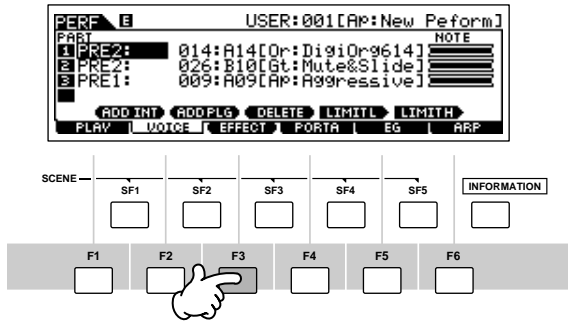 PERF E USER:001[AP:New Peform]
PART NOTE
1 PRE2: 014:A14[Or:DigiOrg614]
2 PRE2: 026:B10[Gt:Mute&Slide]
3 PRE1: 009:A09[AP:Aggressive]
ADD INT ADD PLG DELETE LIMITL LIMITH
PLAY VOICE EFFECT PORTA EG ARP
SCENE SF1 SF2 SF3 SF4 SF5 INFORMATION
F1 F2 F3 F4 F5 F6